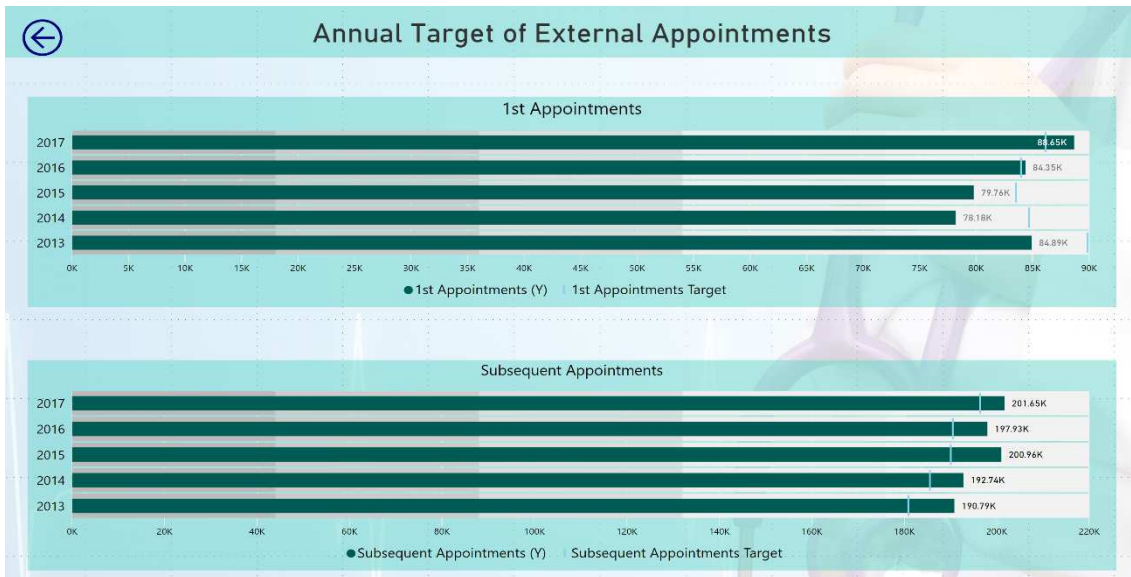 Annual Target of External Appointments
1st Appointments
2017 88.65K
2016 84.35K
2015 79.76K
2014 78.18K
2013 84.89K
0K 5K 10K 15K 20K 25K 30K 35K 40K 45K 50K 55K 60K 65K 70K 75K 80K 85K 90K
1st Appointments (Y) 1st Appointments Target
Subsequent Appointments
2017 201.65K
2016 197.93K
2015 200.96K
2014 192.74K
2013 190.79K
0K 20K 40K 60K 80K 100K 120K 140K 160K 180K 200K 220K
Subsequent Appointments (Y) Subsequent Appointments Target